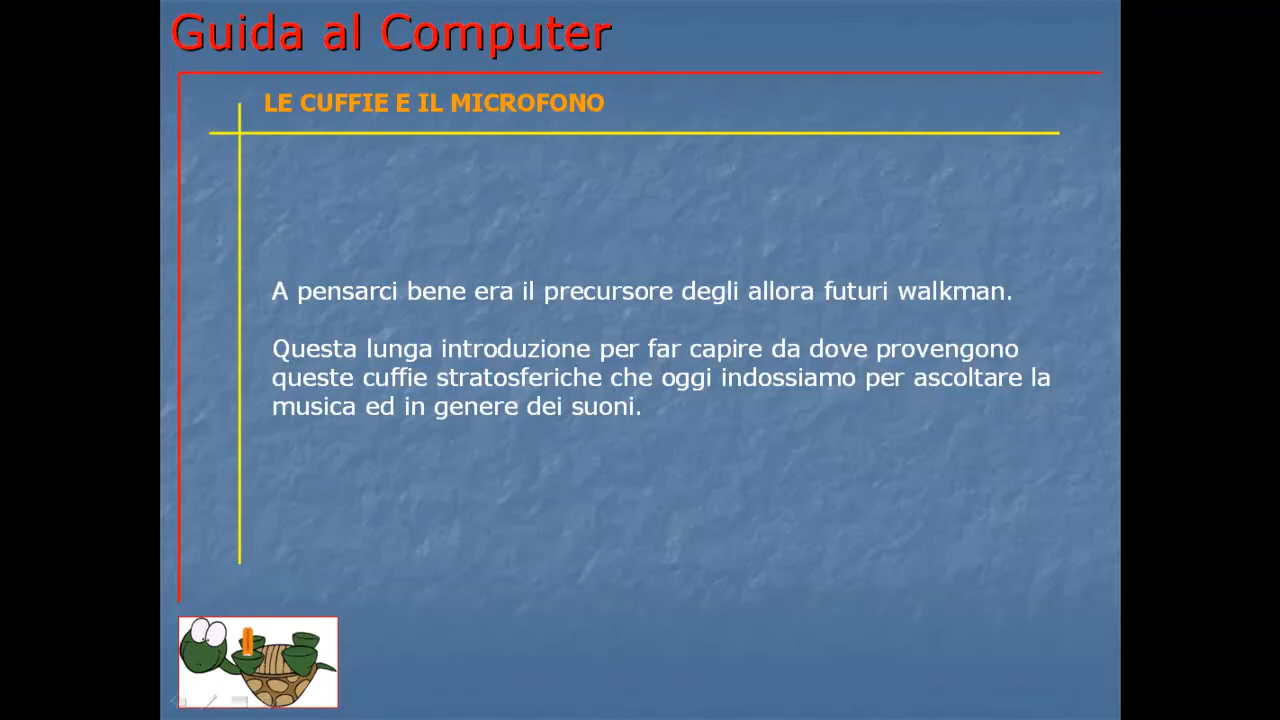 Guida al Computer
LE CUFFIE E IL MICROFONO
A pensarci bene era il precursore degli allora futuri walkman.
Questa lunga introduzione per far capire da dove provengono
queste cuffie stratosferiche che oggi indossiamo per ascoltare la
musica ed in genere dei suoni.